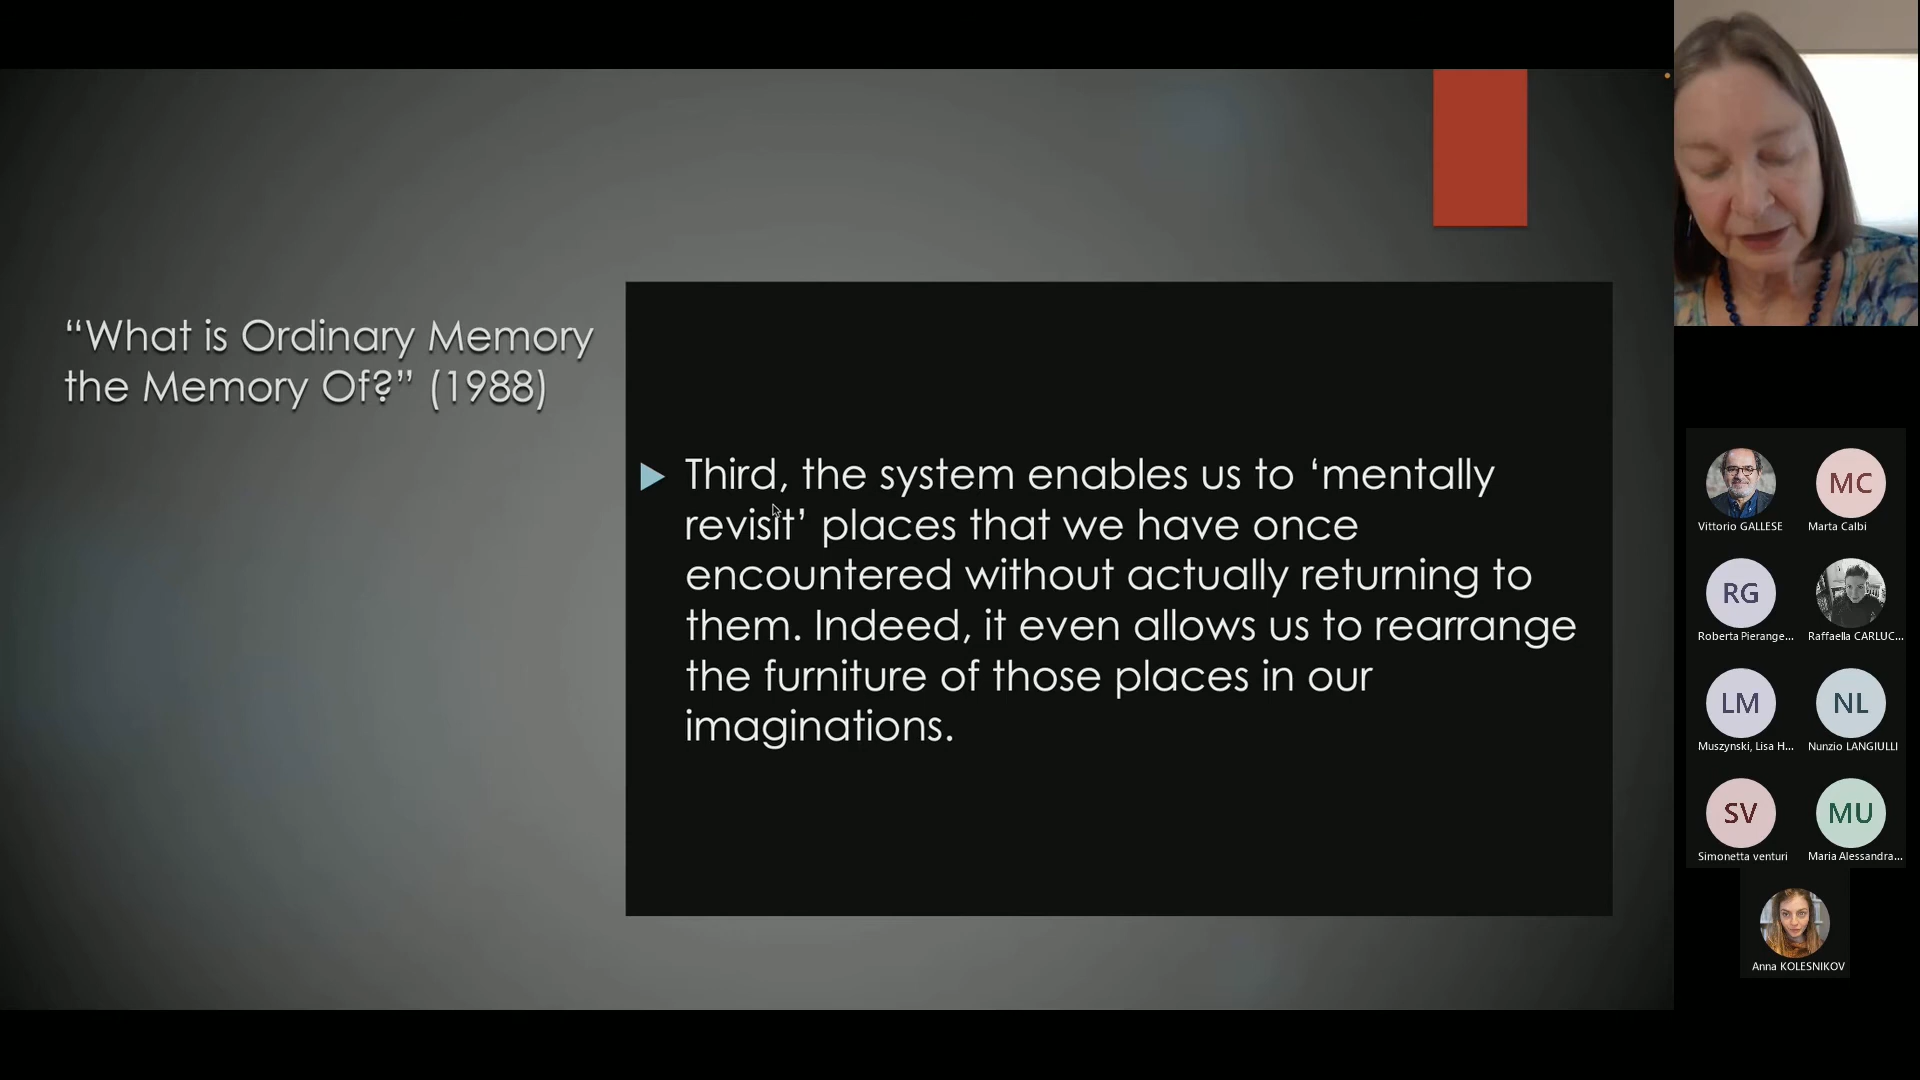 “What is Ordinary Memory
the Memory Of?” (1988)
Third, the system enables us to ‘mentally
revisit’ places that we have once
encountered without actually returning to
them. Indeed, it even allows us to rearrange
the furniture of those places in our
imaginations.
Vittorio GALLESE
MC
Marta Calbi
RG
Roberta Pierange...
Raffaella CARLUC...
LM
Muszynski, Lisa H...
NL
Nunzio LANGIULLI
SV
Simonetta venturi
MU
Maria Alessandra...
Anna KOLESNIKOV